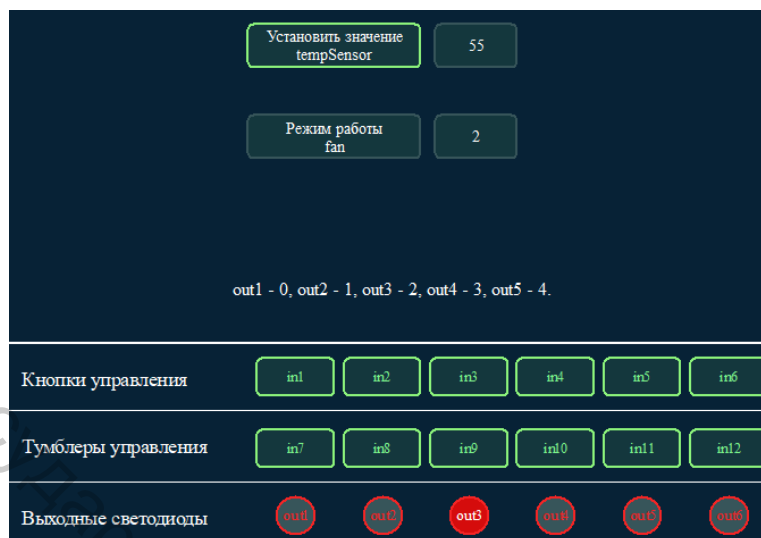 Установить значение
tempSensor
55
Режим работы
fan
2
out1 - 0, out2 - 1, out3 - 2, out4 - 3, out5 - 4.
Кнопки управления in1 in2 in3 in4 in5 in6
Тумблеры управления in7 in8 in9 in10 in11 in12
Выходные светодиоды out1 out2 out3 out4 out5 out6